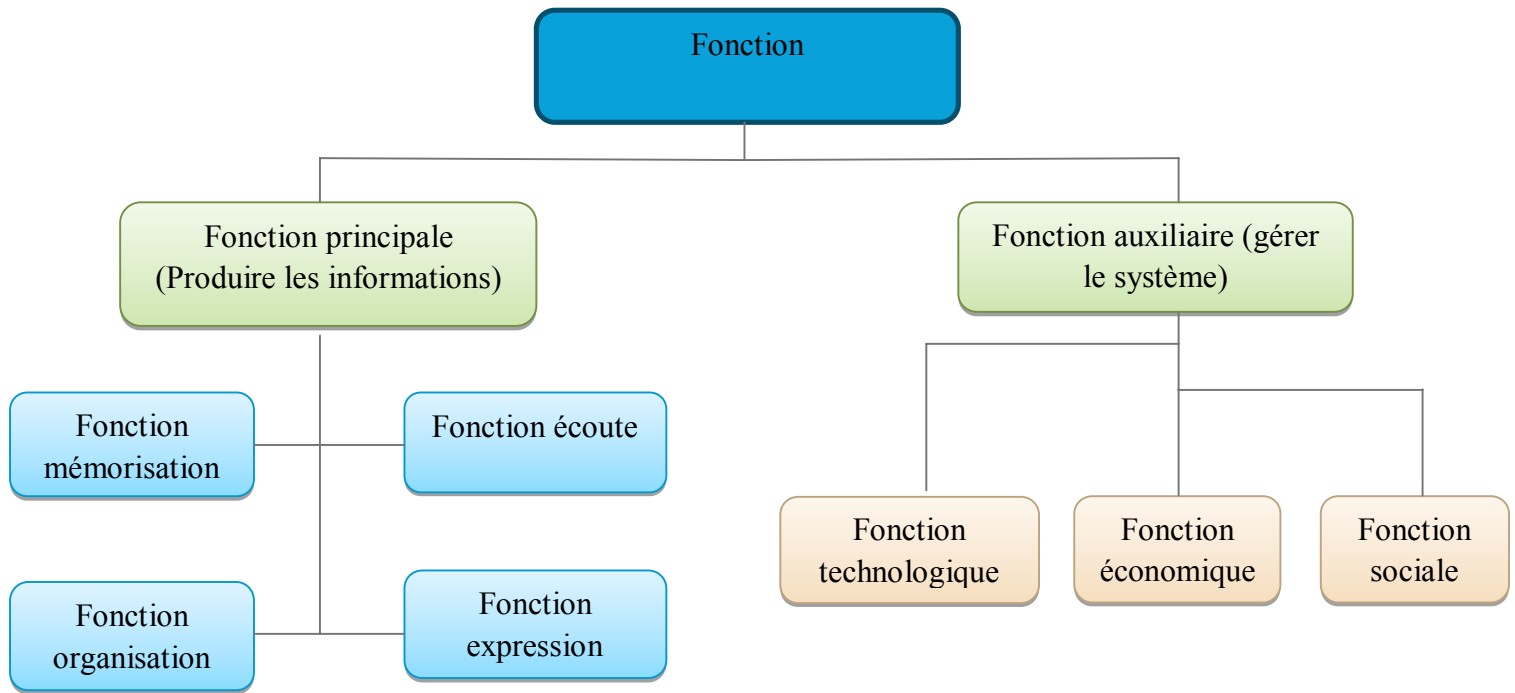 Fonction
Fonction principale
(Produire les informations)
Fonction auxiliaire (gérer
le système)
Fonction
mémorisation
Fonction écoute
Fonction
organisation
Fonction
expression
Fonction
technologique
Fonction
économique
Fonction
sociale